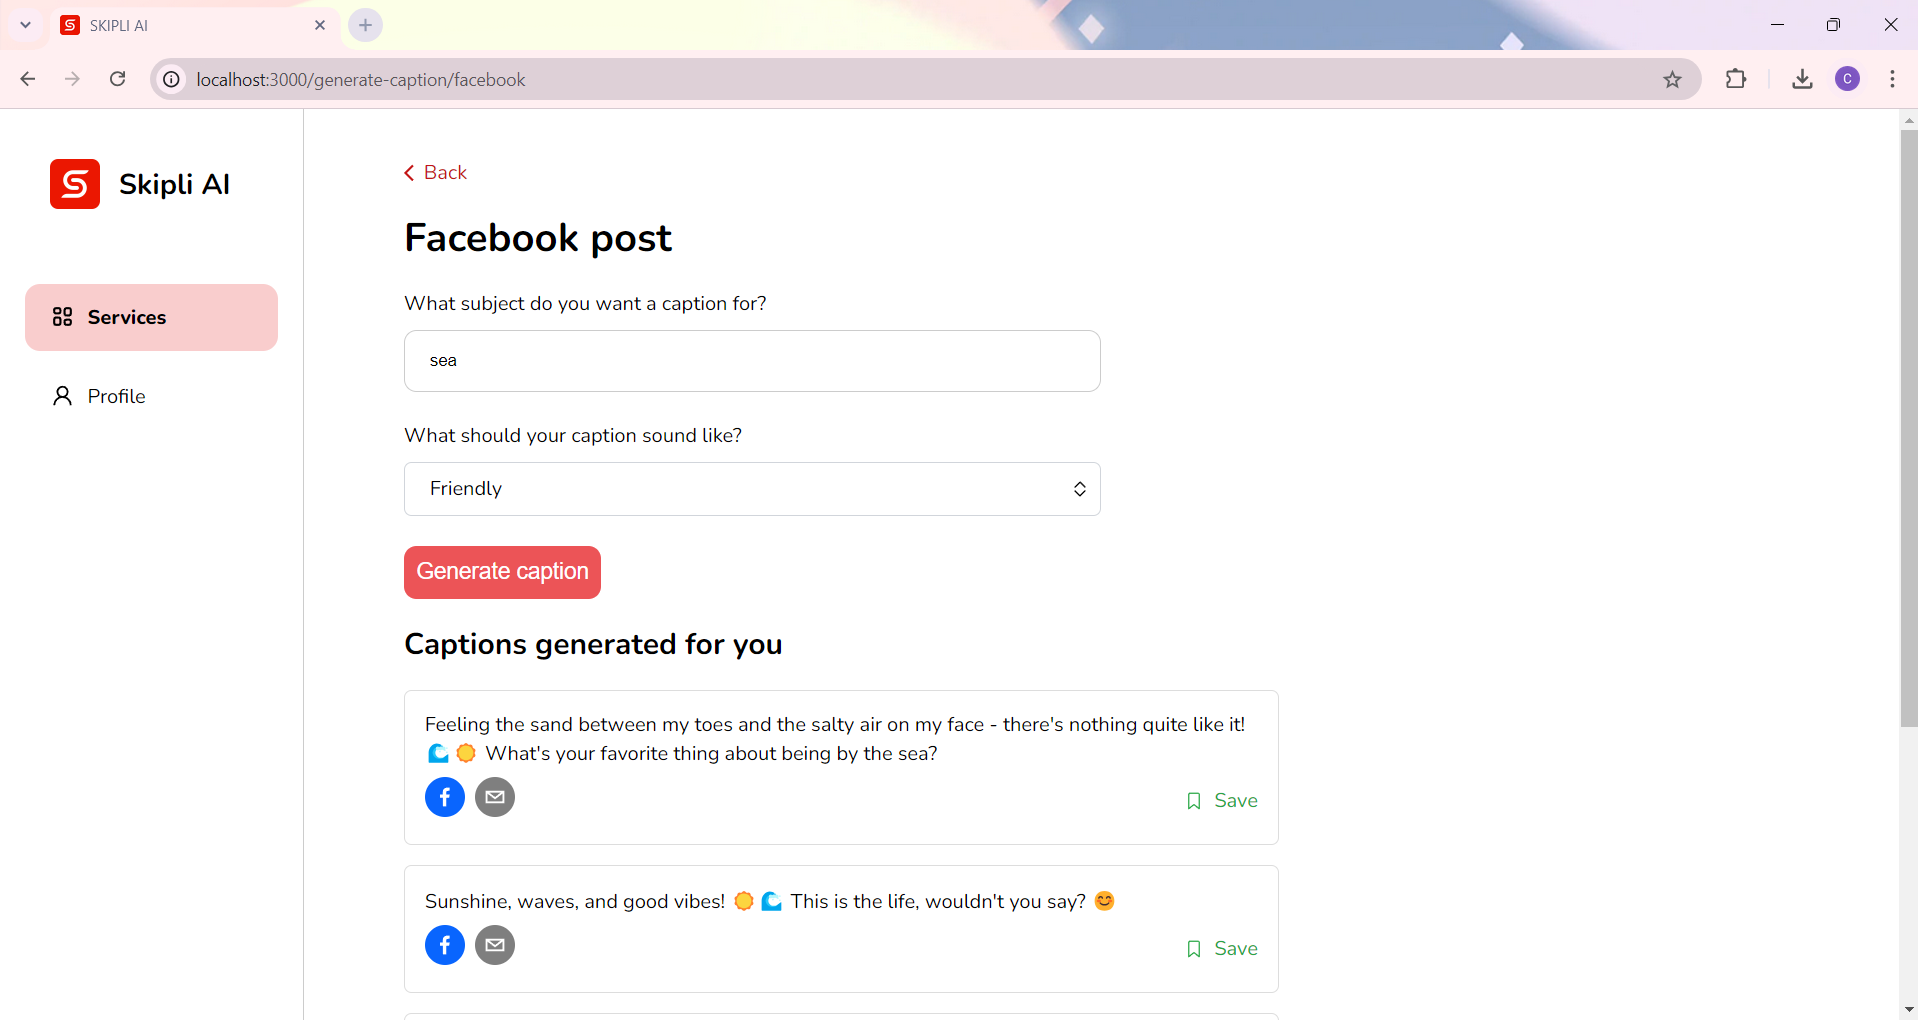 SKIPLI AI
localhost:3000/generate-caption/facebook
C
Skipli AI
Services
Profile
Back
Facebook post
What subject do you want a caption for?
sea
What should your caption sound like?
Friendly
Generate caption
Captions generated for you
Feeling the sand between my toes and the salty air on my face - there's nothing quite like it!
🌊 ☀️ What's your favorite thing about being by the sea?
Save
Sunshine, waves, and good vibes! ☀️ 🌊 This is the life, wouldn't you say? 😊
Save